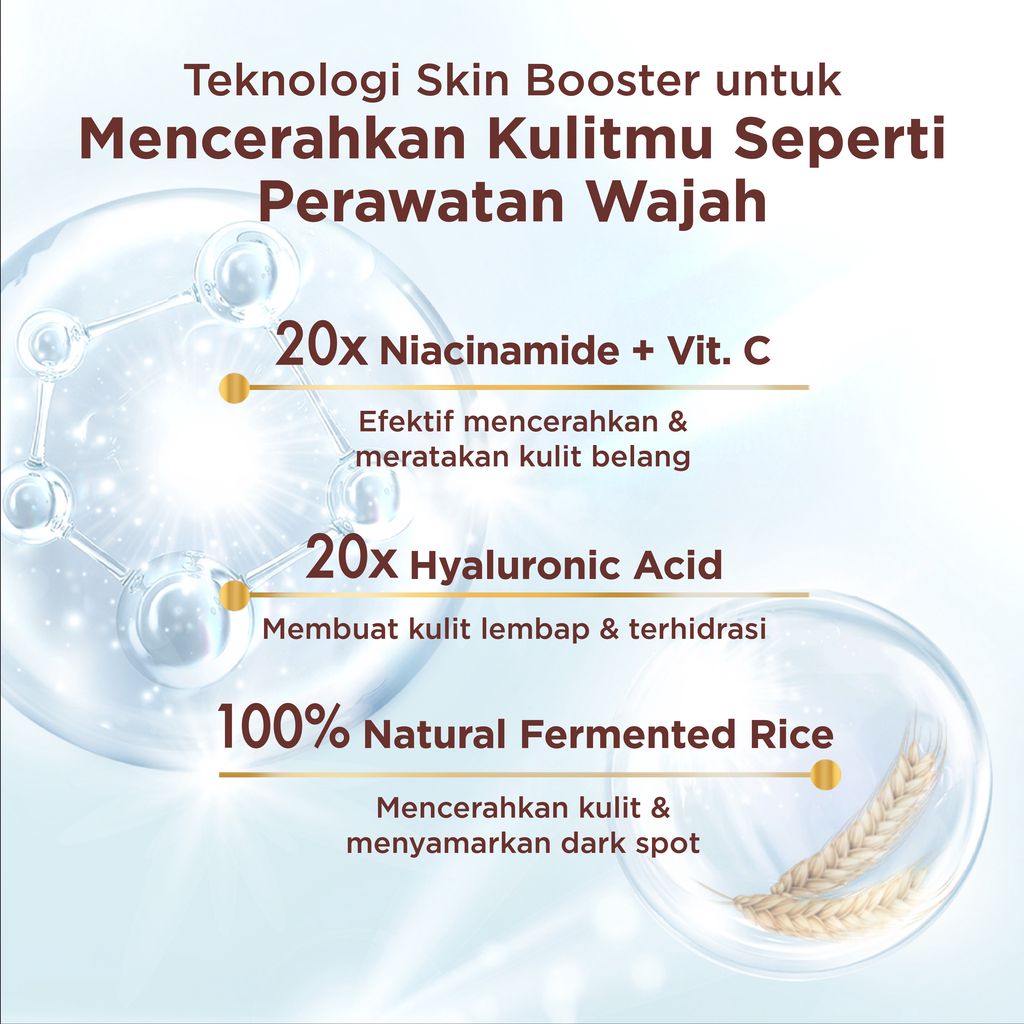 Teknologi Skin Booster untuk
Mencerahkan Kulitmu Seperti
Perawatan Wajah
20x Niacinamide + Vit. C
Efektif mencerahkan &
meratakan kulit belang
20x Hyaluronic Acid
Membuat kulit lembap & terhidrasi
100% Natural Fermented Rice
Mencerahkan kulit &
menyamarkan dark spot